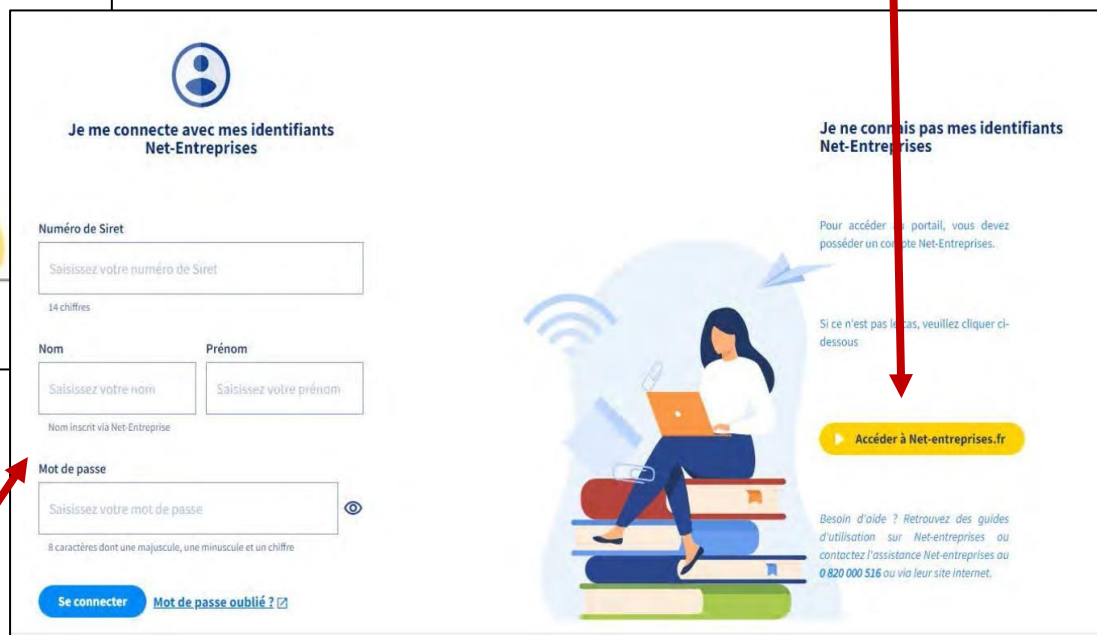 Je me connecte avec mes identifiants
Net-Entreprises
Numéro de Siret
Saisissez votre numéro de Siret
14 chiffres
Nom
Prénom
Saisissez votre nom
Saisissez votre prénom
Nom inscrit via Net-Entreprise
Mot de passe
Saisissez votre mot de passe
8 caractères dont une majuscule, une minuscule et un chiffre
Se connecter
Mot de passe oublié ?
Je ne connais pas mes identifiants
Net-Entreprises
Pour accéder au portail, vous devez
posséder un compte Net-Entreprises.
Si ce n'est pas le cas, veuillez cliquer ci-
dessous
Accéder à Net-entreprises.fr
Besoin d'aide ? Retrouvez des guides
d'utilisation sur Net-entreprises ou
contactez l'assistance Net-entreprises au
0 820 000 516 ou via leur site internet.